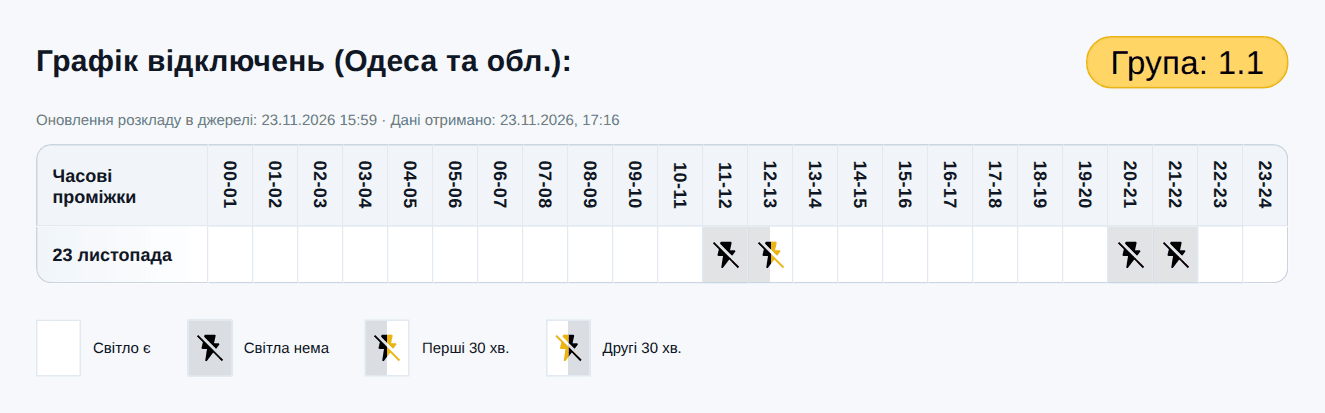 Графік відключень (Одеса та обл.):
Група: 1.1
Оновлення розкладу в джерелі: 23.11.2026 15:59 · Дані отримано: 23.11.2026, 17:16
Часові
проміжки
00-01 01-02 02-03 03-04 04-05 05-06 06-07 07-08 08-09 09-10 10-11 11-12 12-13 13-14 14-15 15-16 16-17 17-18 18-19 19-20 20-21 21-22 22-23 23-24
23 листопада
Світло є
Світла нема
Перші 30 хв.
Другі 30 хв.